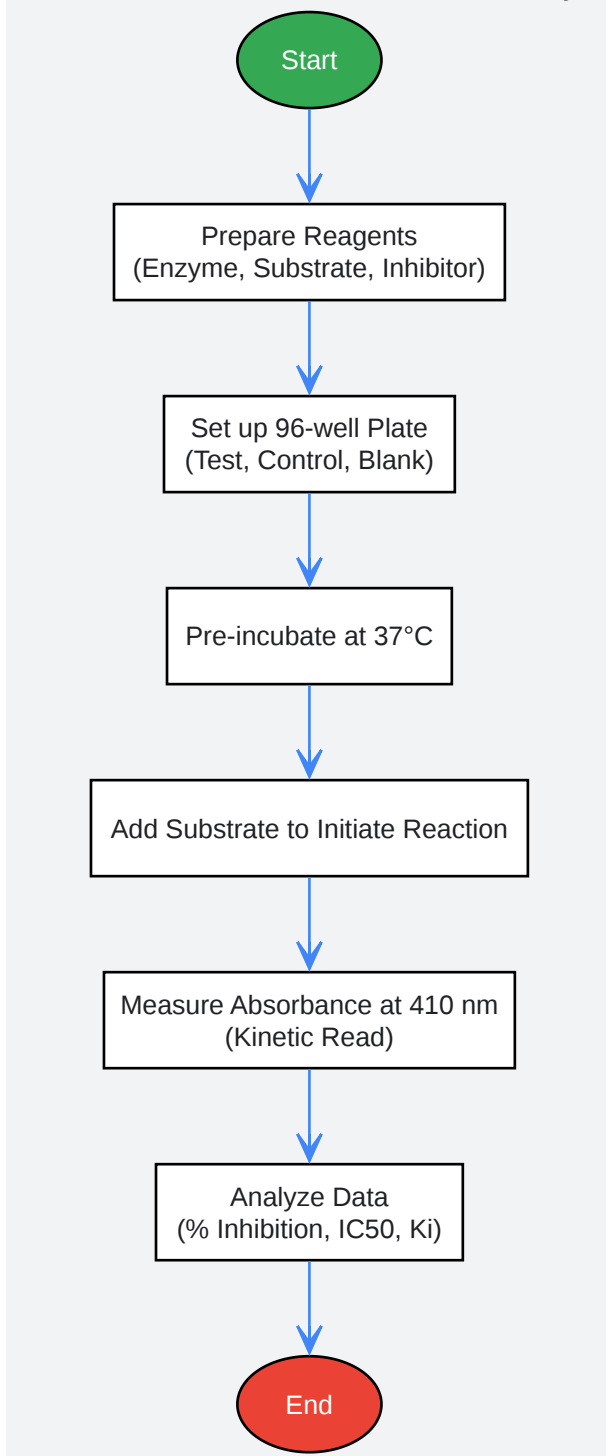 Start
Prepare Reagents
(Enzyme, Substrate, Inhibitor)
Set up 96-well Plate
(Test, Control, Blank)
Pre-incubate at 37°C
Add Substrate to Initiate Reaction
Measure Absorbance at 410 nm
(Kinetic Read)
Analyze Data
(% Inhibition, IC50, Ki)
End